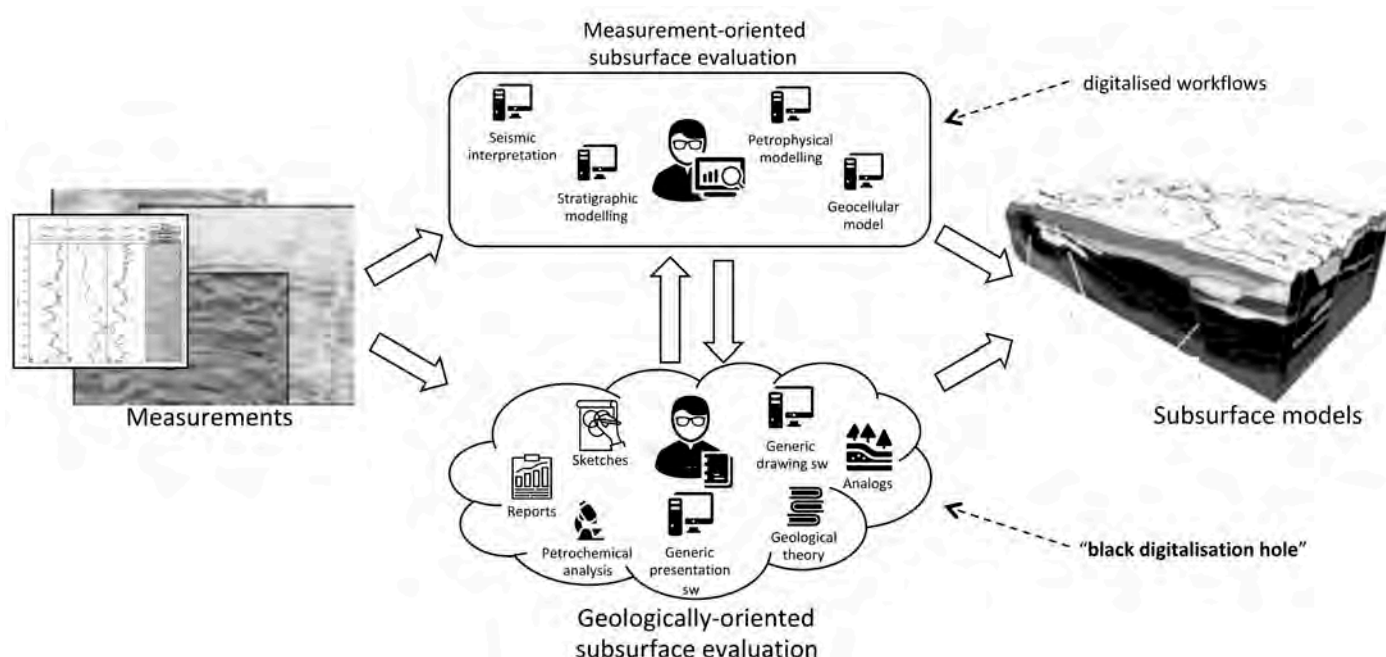 Measurement-oriented
subsurface evaluation
digitalised workflows
Seismic
interpretation
Petrophysical
modelling
Stratigraphic
modelling
Geocellular
model
Measurements
Subsurface models
Sketches
Generic
drawing sw
Analogs
Reports
Petrochemical
analysis
Generic
presentation
sw
Geological
theory
"black digitalisation hole"
Geologically-oriented
subsurface evaluation